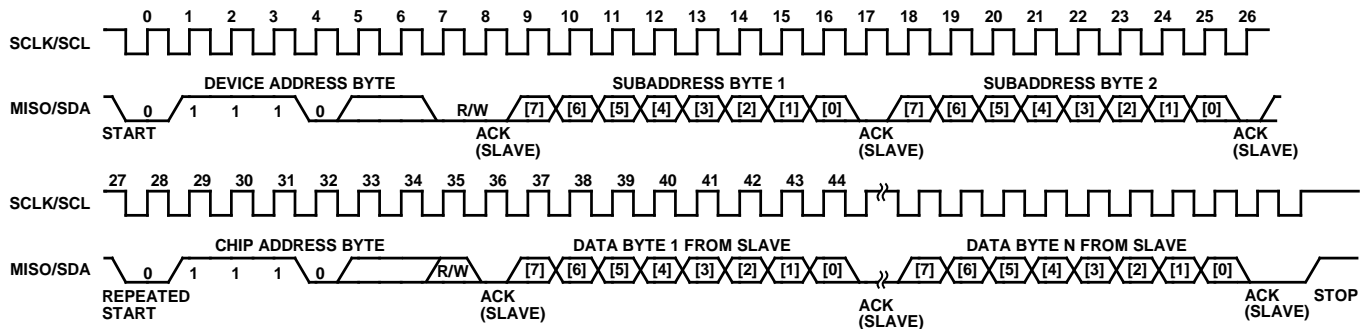 0 1 2 3 4 5 6 7 8 9 10 11 12 13 14 15 16 17 18 19 20 21 22 23 24 25 26
SCLK/SCL
DEVICE ADDRESS BYTE SUBADDRESS BYTE 1 SUBADDRESS BYTE 2
MISO/SDA 0 1 1 1 0 R/W [7] [6] [5] [4] [3] [2] [1] [0] [7] [6] [5] [4] [3] [2] [1] [0]
START ACK (SLAVE) ACK (SLAVE) ACK (SLAVE)
27 28 29 30 31 32 33 34 35 36 37 38 39 40 41 42 43 44
SCLK/SCL
CHIP ADDRESS BYTE DATA BYTE 1 FROM SLAVE DATA BYTE N FROM SLAVE
MISO/SDA 0 1 1 1 0 R/W [7] [6] [5] [4] [3] [2] [1] [0] [7] [6] [5] [4] [3] [2] [1] [0]
REPEATED START ACK (SLAVE) ACK (SLAVE) ACK (SLAVE) STOP